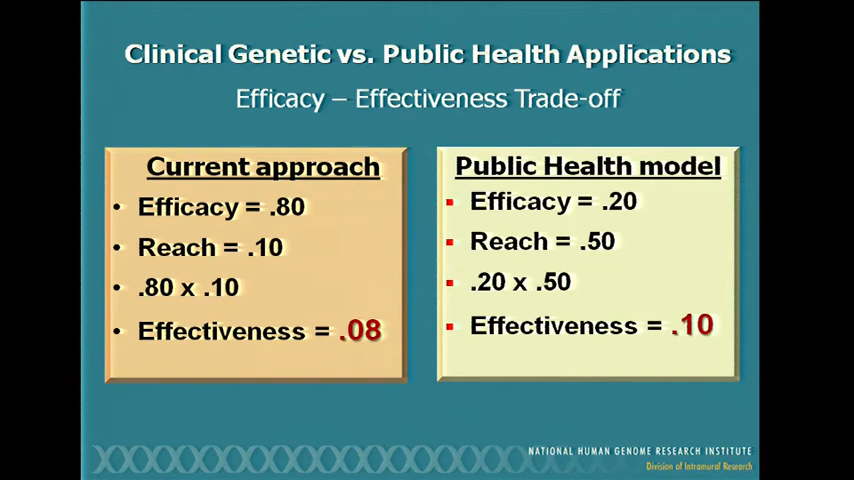 Clinical Genetic vs. Public Health Applications
Efficacy – Effectiveness Trade-off
Current approach
• Efficacy = .80
• Reach = .10
• .80 x .10
• Effectiveness = .08
Public Health model
▪ Efficacy = .20
▪ Reach = .50
▪ .20 x .50
▪ Effectiveness = .10
NATIONAL HUMAN GENOME RESEARCH INSTITUTE
Division of Intramural Research